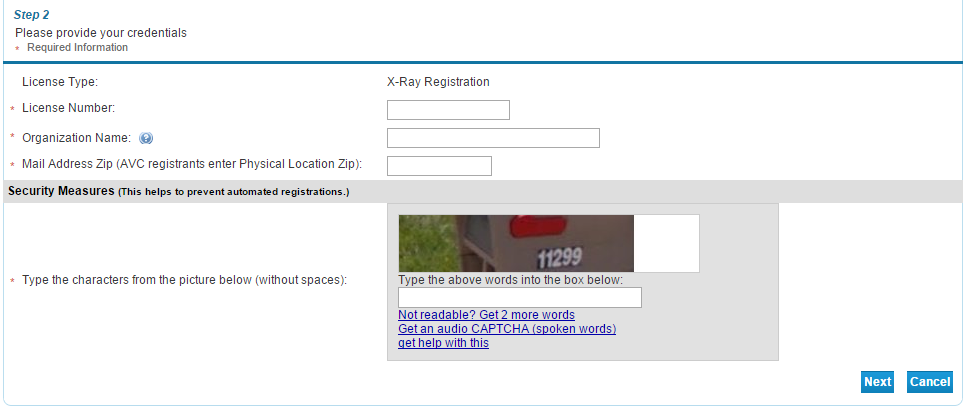 Step 2
Please provide your credentials
* Required Information
License Type: X-Ray Registration
* License Number:
* Organization Name: ?
* Mail Address Zip (AVC registrants enter Physical Location Zip):
Security Measures (This helps to prevent automated registrations.)
11299
* Type the characters from the picture below (without spaces): Type the above words into the box below:
Not readable? Get 2 more words
Get an audio CAPTCHA (spoken words)
get help with this
Next Cancel